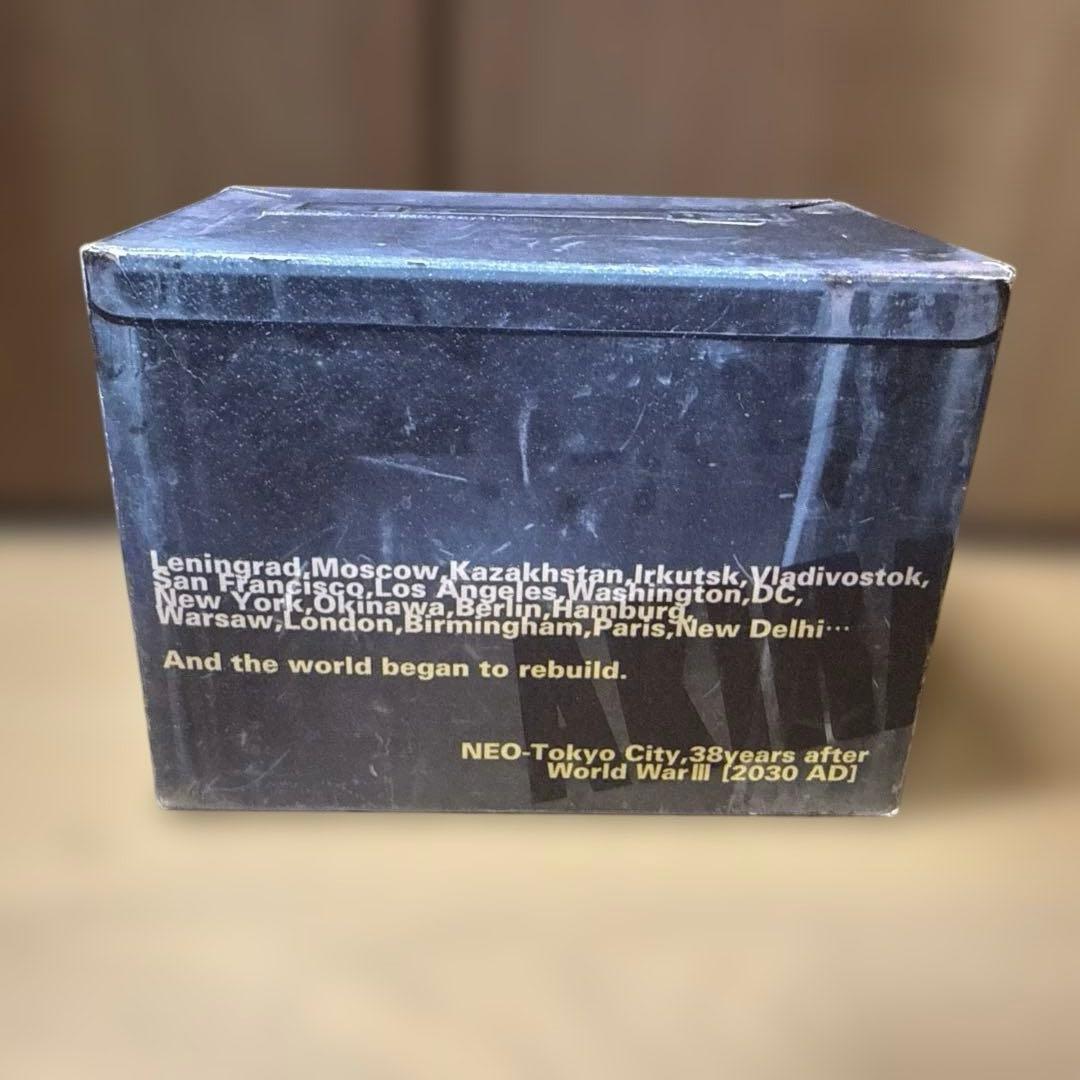 Leningrad,Moscow,Kazakhstan,Irkutsk,Vladivostok,
San Francisco,Los Angeles,Washington,DC,
New York,Okinawa,Berlin,Hamburg,
Warsaw,London,Birmingham,Paris,New Delhi…
And the world began to rebuild.
NEO-Tokyo City,38years after
World WarⅢ [2030 AD]